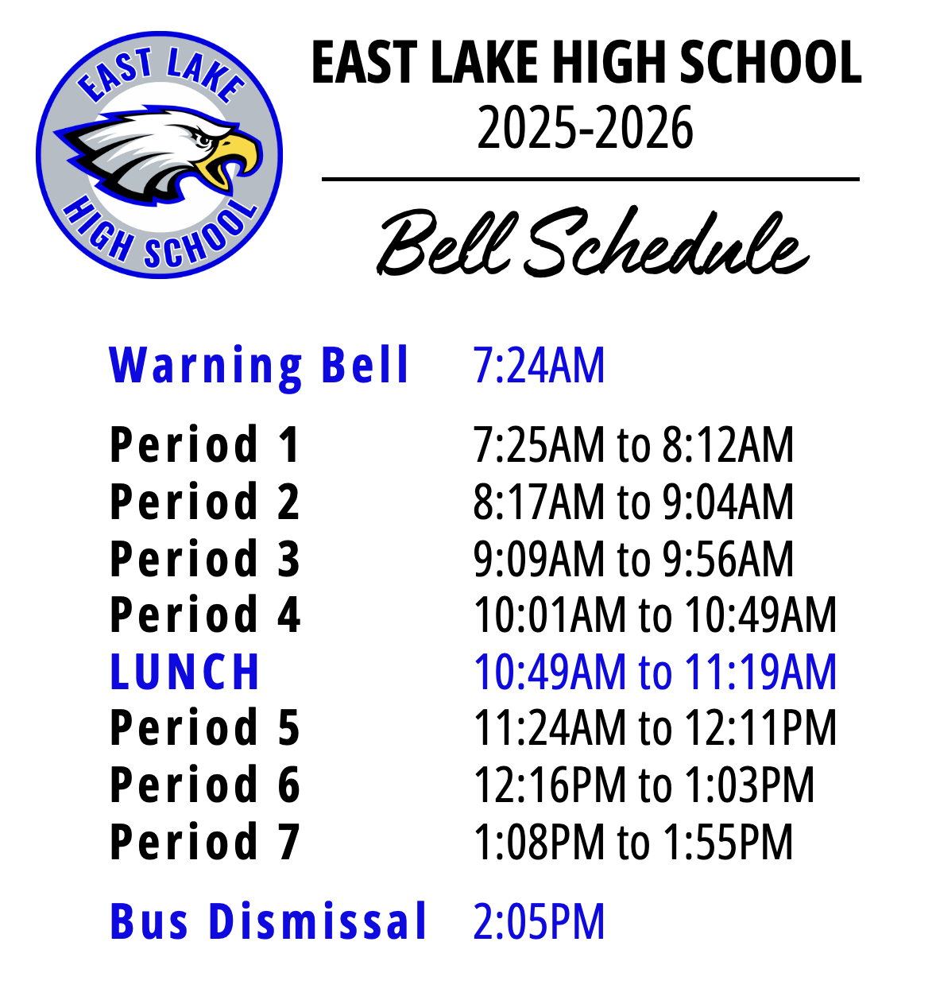 EAST LAKE
HIGH SCHOOL
EAST LAKE HIGH SCHOOL
2025-2026
Bell Schedule
Warning Bell 7:24AM
Period 1 7:25AM to 8:12AM
Period 2 8:17AM to 9:04AM
Period 3 9:09AM to 9:56AM
Period 4 10:01AM to 10:49AM
LUNCH 10:49AM to 11:19AM
Period 5 11:24AM to 12:11PM
Period 6 12:16PM to 1:03PM
Period 7 1:08PM to 1:55PM
Bus Dismissal 2:05PM